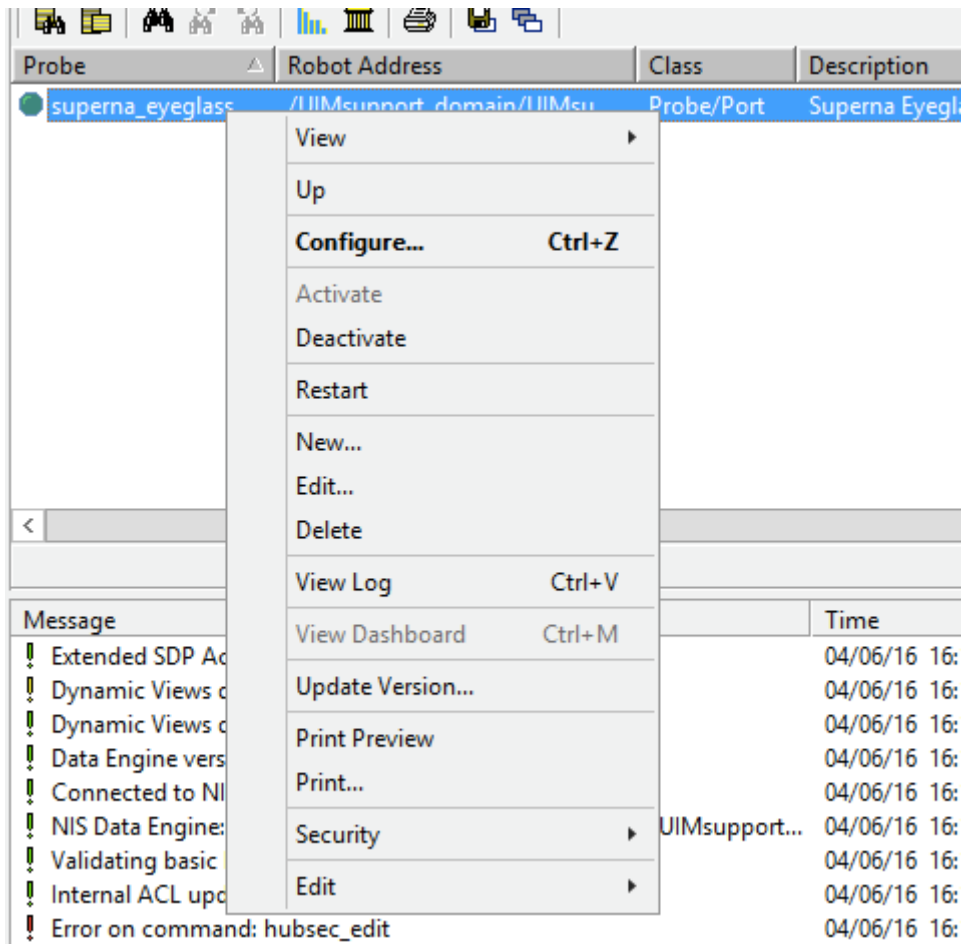 Probe Robot Address Class Description
superna_eyeglass /UIMsupport_domain/UIMsu Probe/Port Superna Eyegl
View
Up
Configure... Ctrl+Z
Activate
Deactivate
Restart
New...
Edit...
Delete
View Log Ctrl+V
View Dashboard Ctrl+M
Update Version...
Print Preview
Print...
Security
Edit
Message Time
Extended SDP Ac 04/06/16 16:
Dynamic Views 04/06/16 16:
Dynamic Views 04/06/16 16:
Data Engine vers 04/06/16 16:
Connected to NI 04/06/16 16:
NIS Data Engine: UIMsupport... 04/06/16 16:
Validating basic 04/06/16 16:
Internal ACL upd 04/06/16 16:
Error on command: hubsec_edit 04/06/16 16: